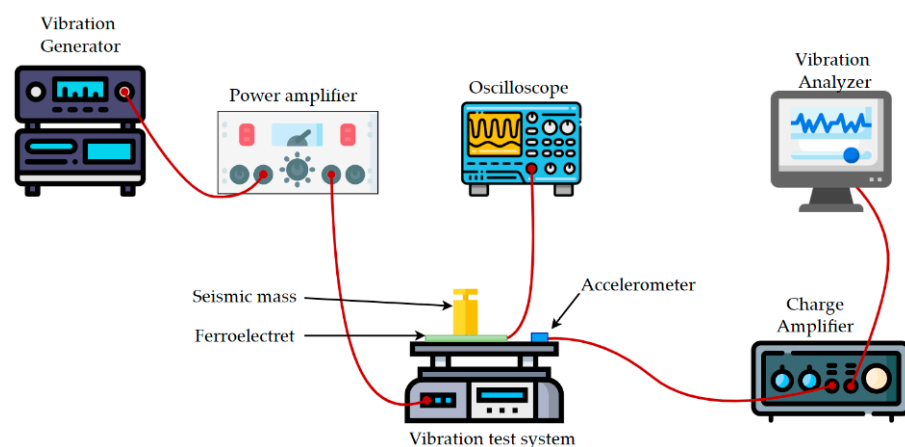 Vibration
Generator
Power amplifier
Oscilloscope
Vibration
Analyzer
Seismic mass
Accelerometer
Ferroelectret
Charge
Amplifier
Vibration test system